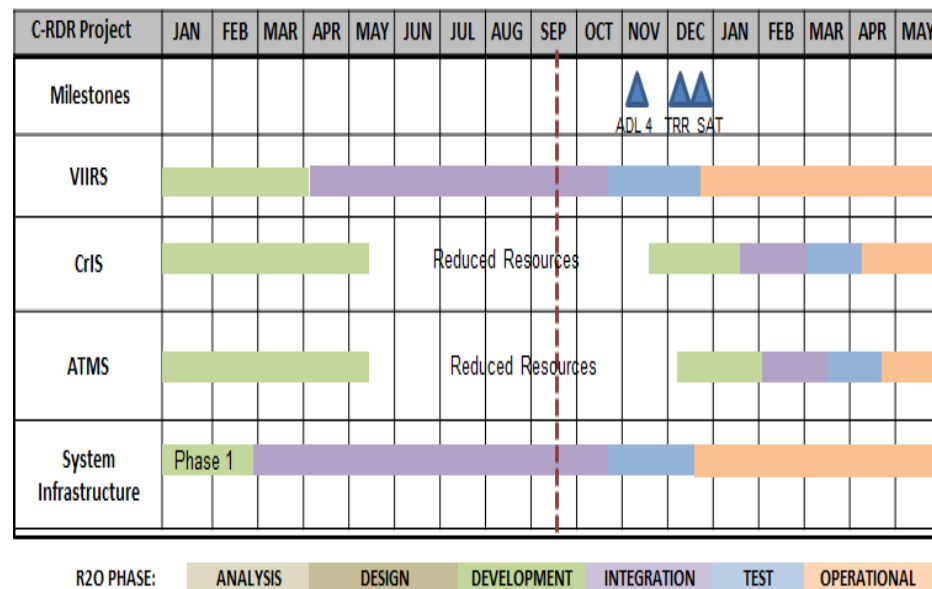 C-RDR Project JAN FEB MAR APR MAY JUN JUL AUG SEP OCT NOV DEC JAN FEB MAR APR MAY
Milestones
ADL 4 TRR SAT
VIIRS
CrIS Reduced Resources
ATMS Reduced Resources
System
Infrastructure
Phase 1
R2O PHASE: ANALYSIS DESIGN DEVELOPMENT INTEGRATION TEST OPERATIONAL